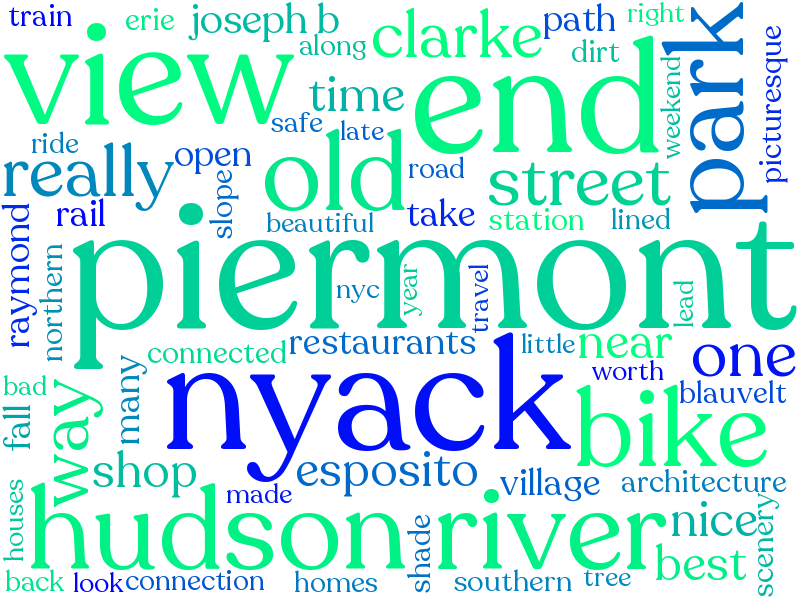 train
erie
joseph b
along
clarke
path
right
dirt
view
time
end
park
weekend
picturesque
safe
late
ride
really
open
slope
old
road
street
beautiful
take
station
lined
raymond
rail
northern
piermont
nyc
year
travel
lead
connected
restaurants
little
near
one
worth
blauvelt
bad
fall
way
many
nyack
bike
shop
esposito
village
architecture
made
houses
hudson
river
nice
scenery
shade
best
back
look
connection
homes
southern
tree